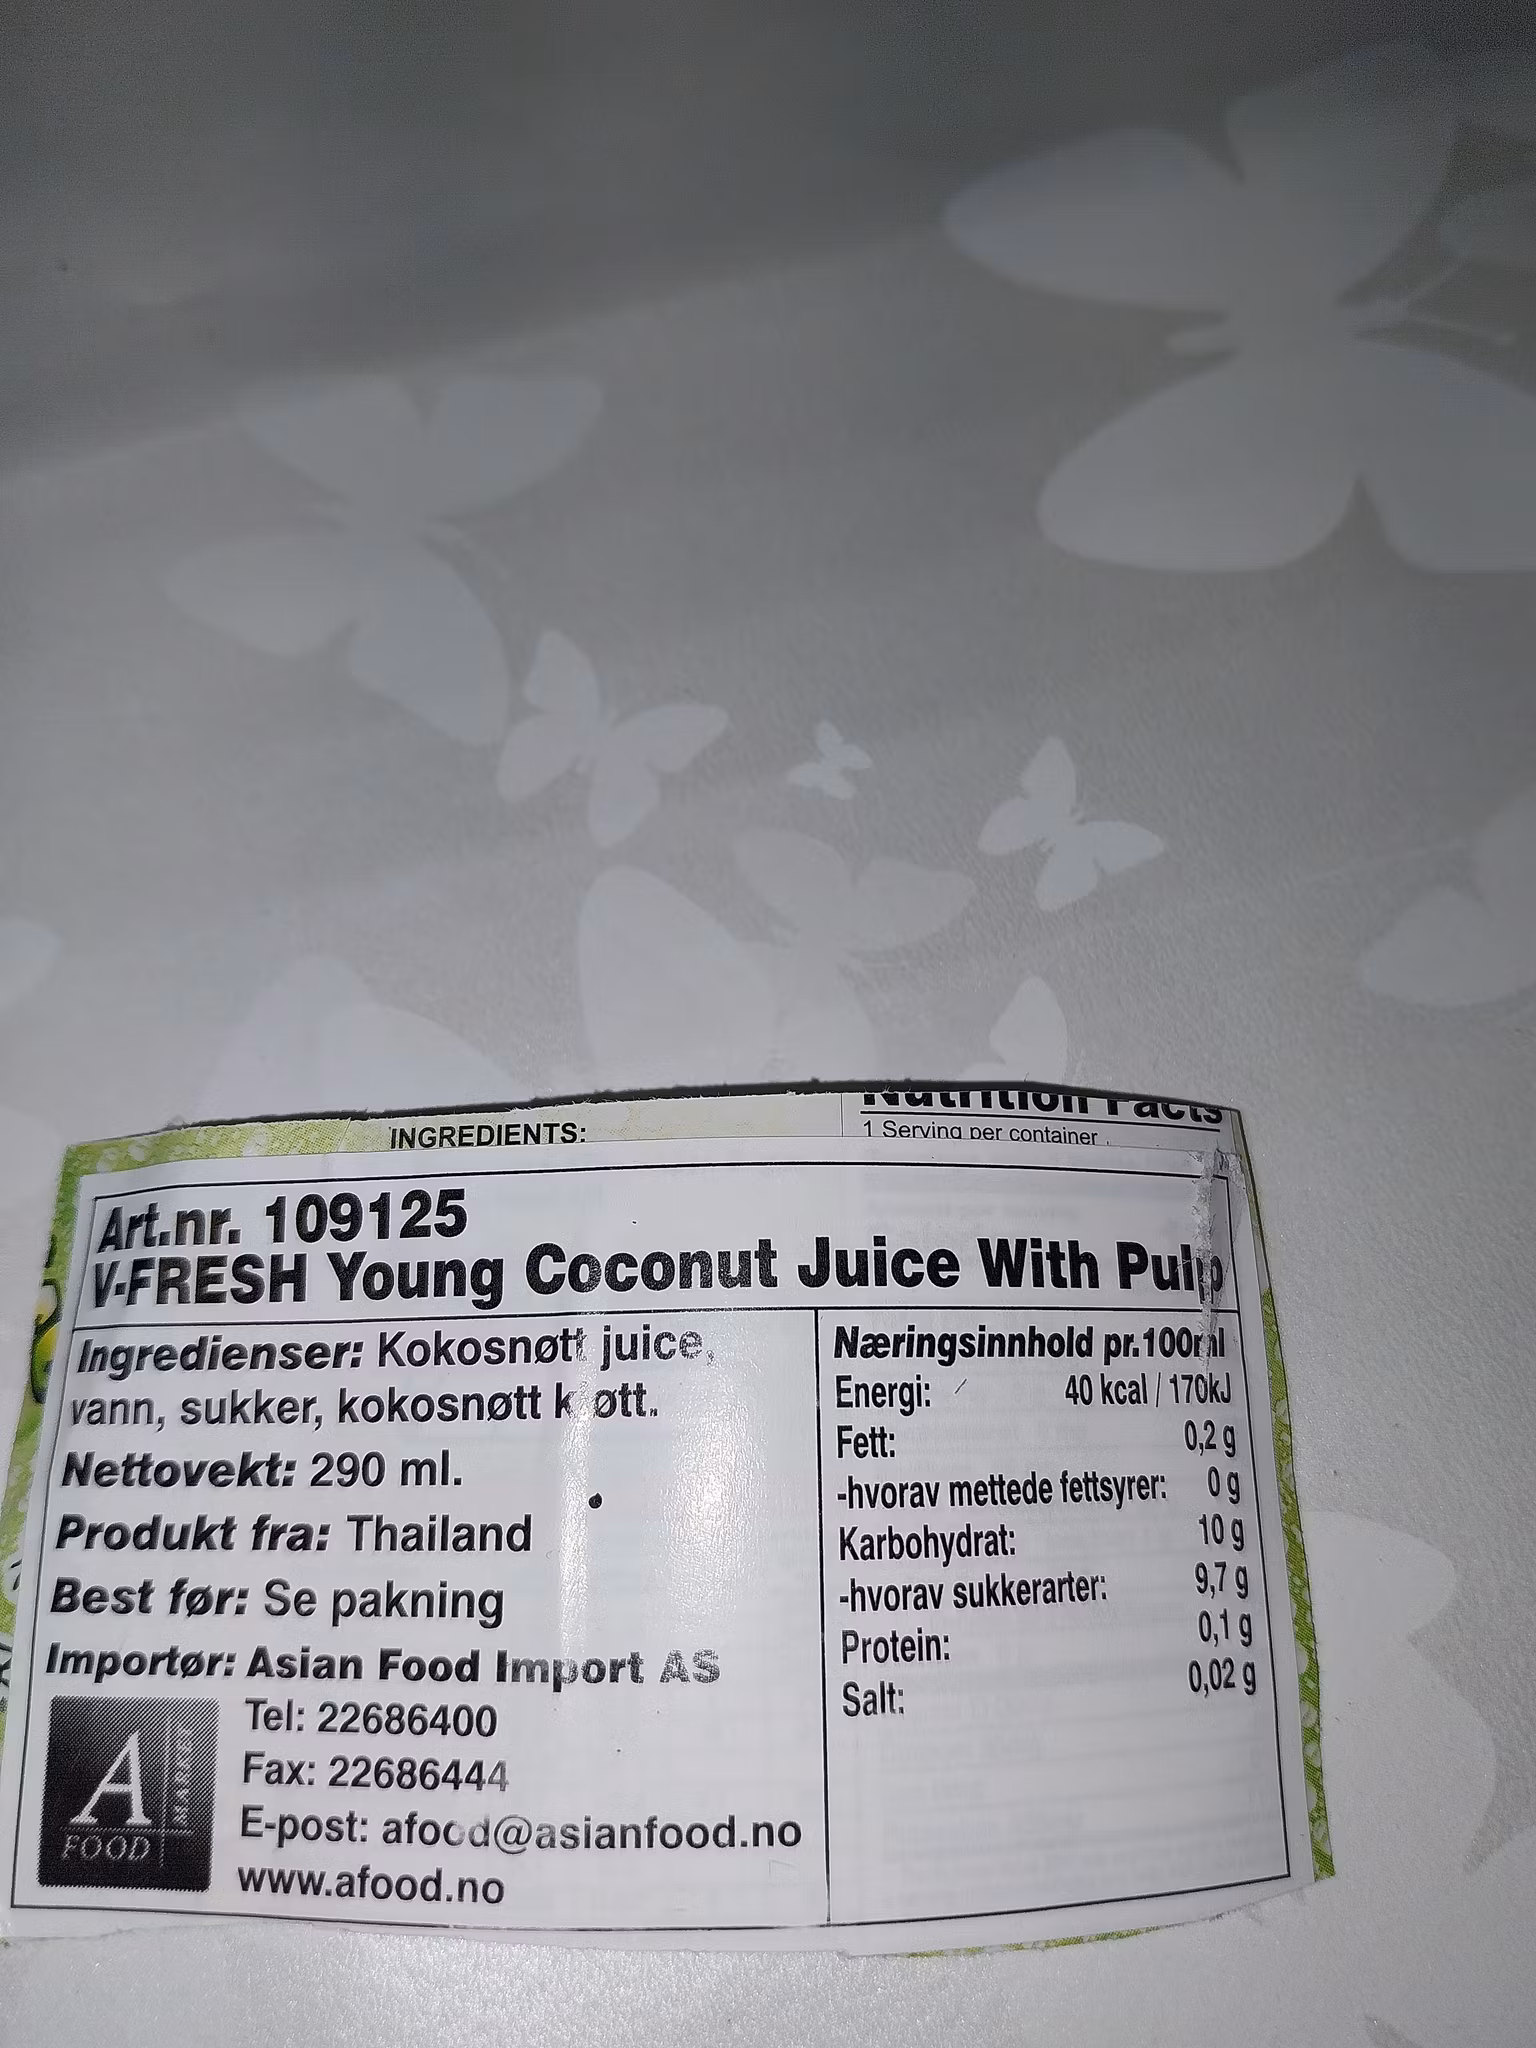 INGREDIENTS:
Nutrition Facts
1 Serving per container
Art.nr. 109125
V-FRESH Young Coconut Juice With Pulp
Ingredienser: Kokosnøtt juice,
vann, sukker, kokosnøtt kjøtt.
Nettovekt: 290 ml.
Produkt fra: Thailand
Best før: Se pakning
Importør: Asian Food Import AS
Tel: 22686400
Fax: 22686444
E-post: afood@asianfood.no
www.afood.no
A
FOOD
MARKET
Næringsinnhold pr.100ml
Energi: 40 kcal / 170kJ
Fett: 0,2 g
-hvorav mettede fettsyrer: 0 g
Karbohydrat: 10 g
-hvorav sukkerarter: 9,7 g
Protein: 0,1 g
Salt: 0,02 g